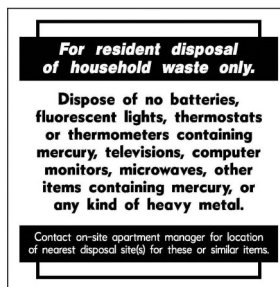 For resident disposal
of household waste only.
Dispose of no batteries,
fluorescent lights, thermostats
or thermometers containing
mercury, televisions, computer
monitors, microwaves, other
items containing mercury, or
any kind of heavy metal.
Contact on-site apartment manager for location
of nearest disposal site(s) for these or similar items.